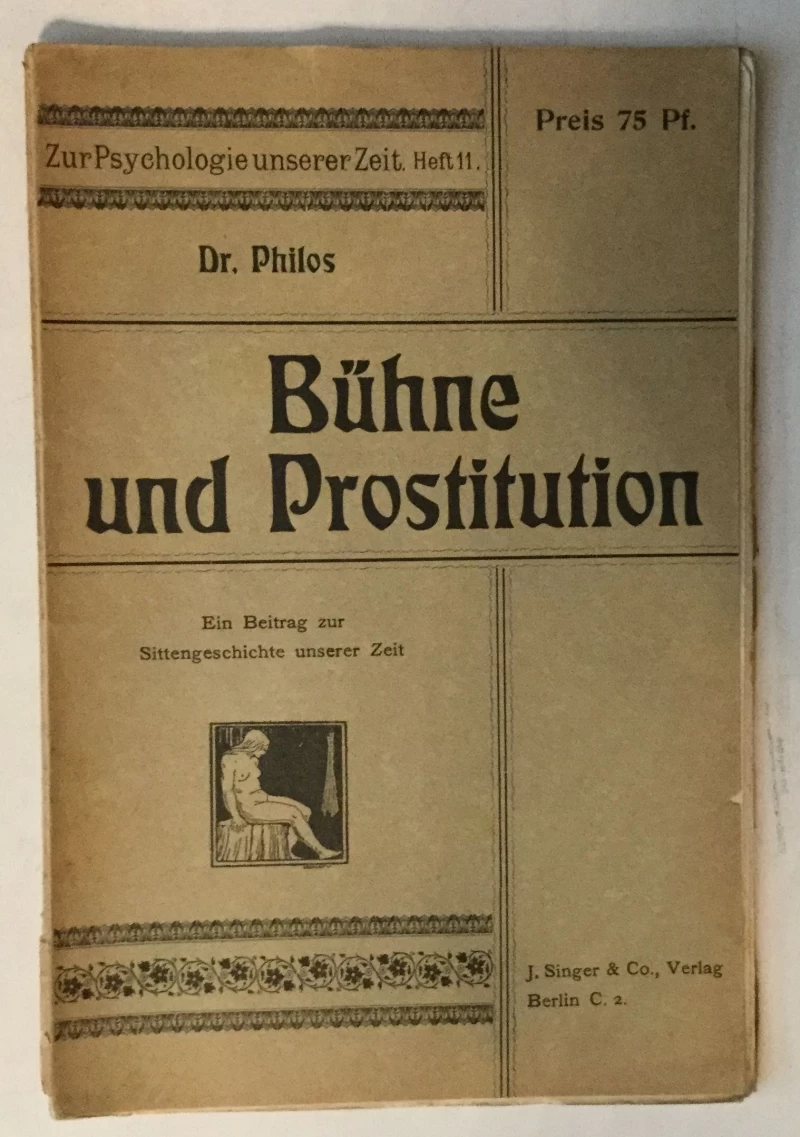 Zur Psychologie unserer Zeit. Heft 11.
Preis 75 Pf.
Dr. Philos
Bühne
und Prostitution
Ein Beitrag zur
Sittengeschichte unserer Zeit
J. Singer & Co., Verlag
Berlin C. 2.